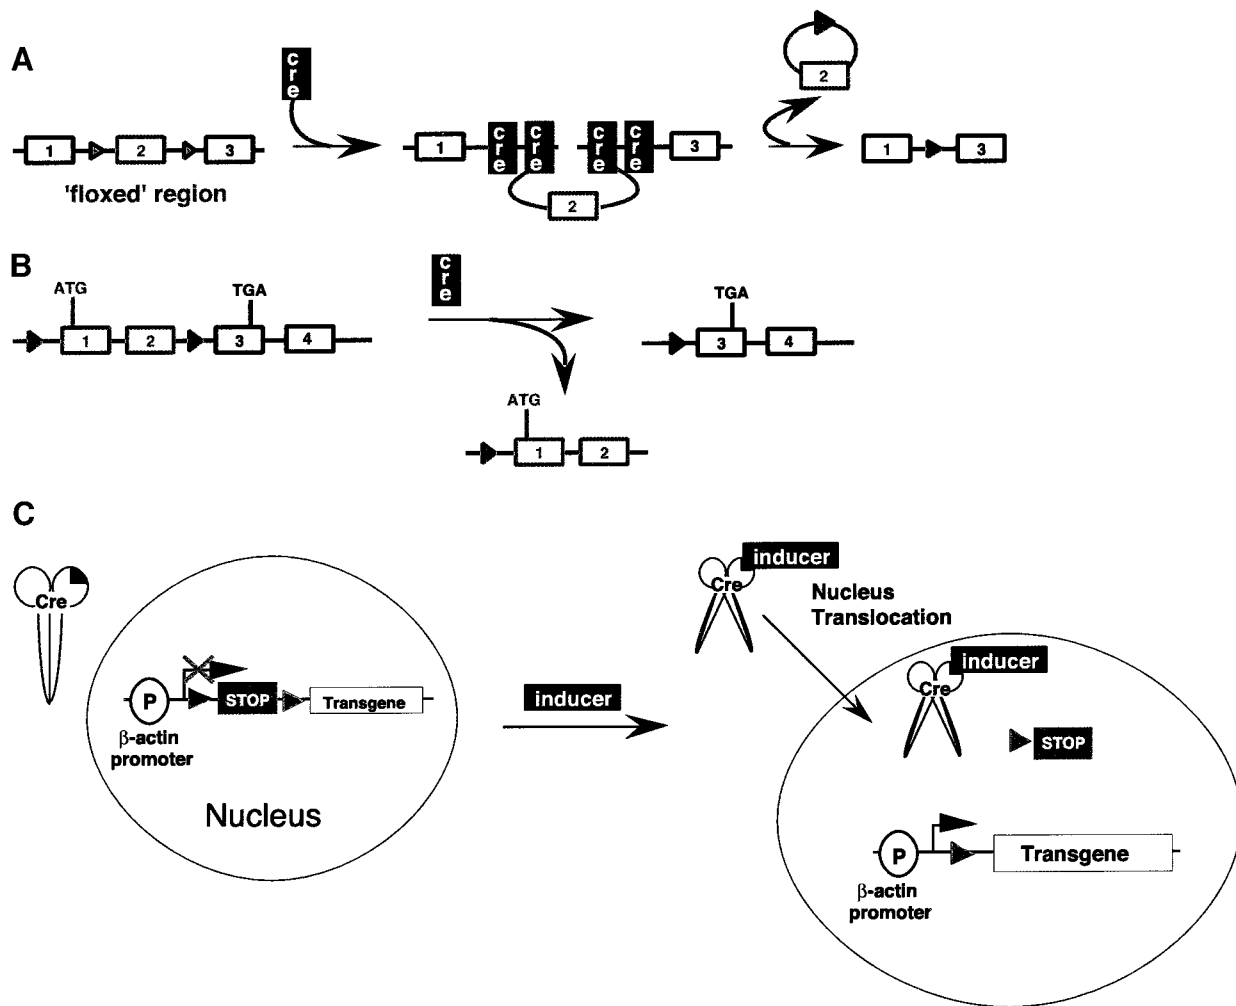 A
cre
1
2
3
'floxed' region
1
cre
cre
cre
cre
3
2
2
1
3
B
ATG
TGA
1
2
3
4
cre
TGA
3
4
ATG
1
2
C
Cre
P
STOP
Transgene
β-actin
promoter
Nucleus
inducer
inducer
Cre
Nucleus
Translocation
inducer
Cre
STOP
P
Transgene
β-actin
promoter